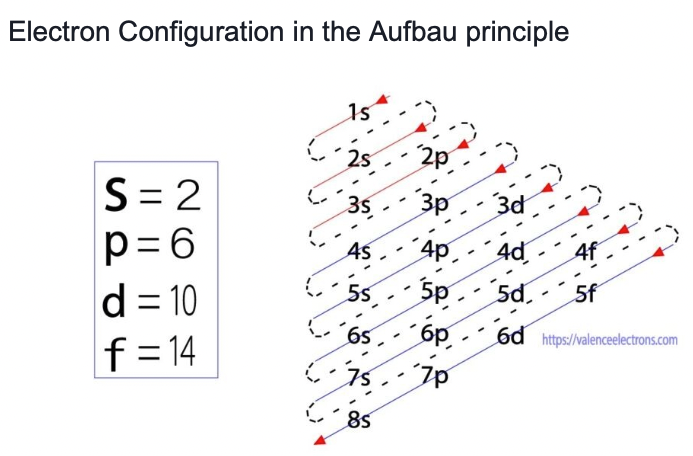 Electron Configuration in the Aufbau principle
S = 2
p = 6
d = 10
f = 14
1s
2s 2p
3s 3p 3d
4s 4p 4d 4f
5s 5p 5d 5f
6s 6p 6d https://valenceelectrons.com
7s 7p
8s